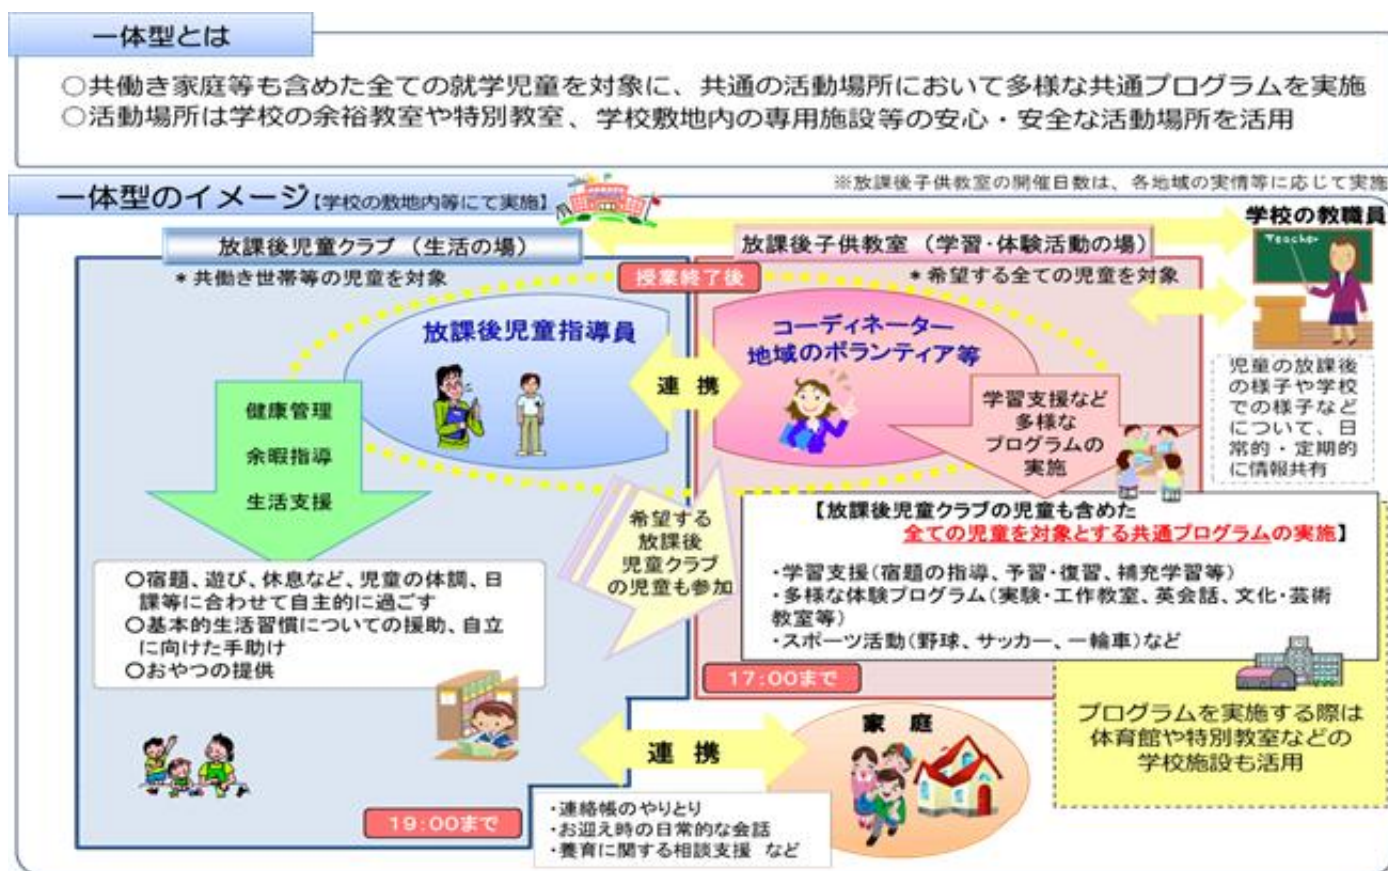 一体型とは
○共働き家庭等も含めた全ての就学児童を対象に、共通の活動場所において多様な共通プログラムを実施
○活動場所は学校の余裕教室や特別教室、学校敷地内の専用施設等の安心・安全な活動場所を活用
一体型のイメージ【学校の敷地内等にて実施】
※放課後子供教室の開催日数は、各地域の実情等に応じて実施
学校の教職員
Teacher
放課後児童クラブ（生活の場）
放課後子供教室（学習・体験活動の場）
＊共働き世帯等の児童を対象
授業終了後
＊希望する全ての児童を対象
放課後児童指導員
コーディネーター
地域のボランティア等
連携
健康管理
余暇指導
生活支援
学習支援など
多様な
プログラムの
実施
児童の放課後
の様子や学校
での様子など
について、日
常的・定期的
に情報共有
希望する
放課後
児童クラブ
の児童も参加
【放課後児童クラブの児童も含めた
全ての児童を対象とする共通プログラムの実施】
・学習支援（宿題の指導、予習・復習、補充学習等）
・多様な体験プログラム（実験・工作教室、英会話、文化・芸術
教室等）
・スポーツ活動（野球、サッカー、一輪車）など
○宿題、遊び、休息など、児童の体調、日
課等に合わせて自主的に過ごす
○基本的生活習慣についての援助、自立
に向けた手助け
○おやつの提供
17:00まで
プログラムを実施する際は
体育館や特別教室などの
学校施設も活用
連携
家庭
19:00まで
・連絡帳のやりとり
・お迎え時の日常的な会話
・養育に関する相談支援 など